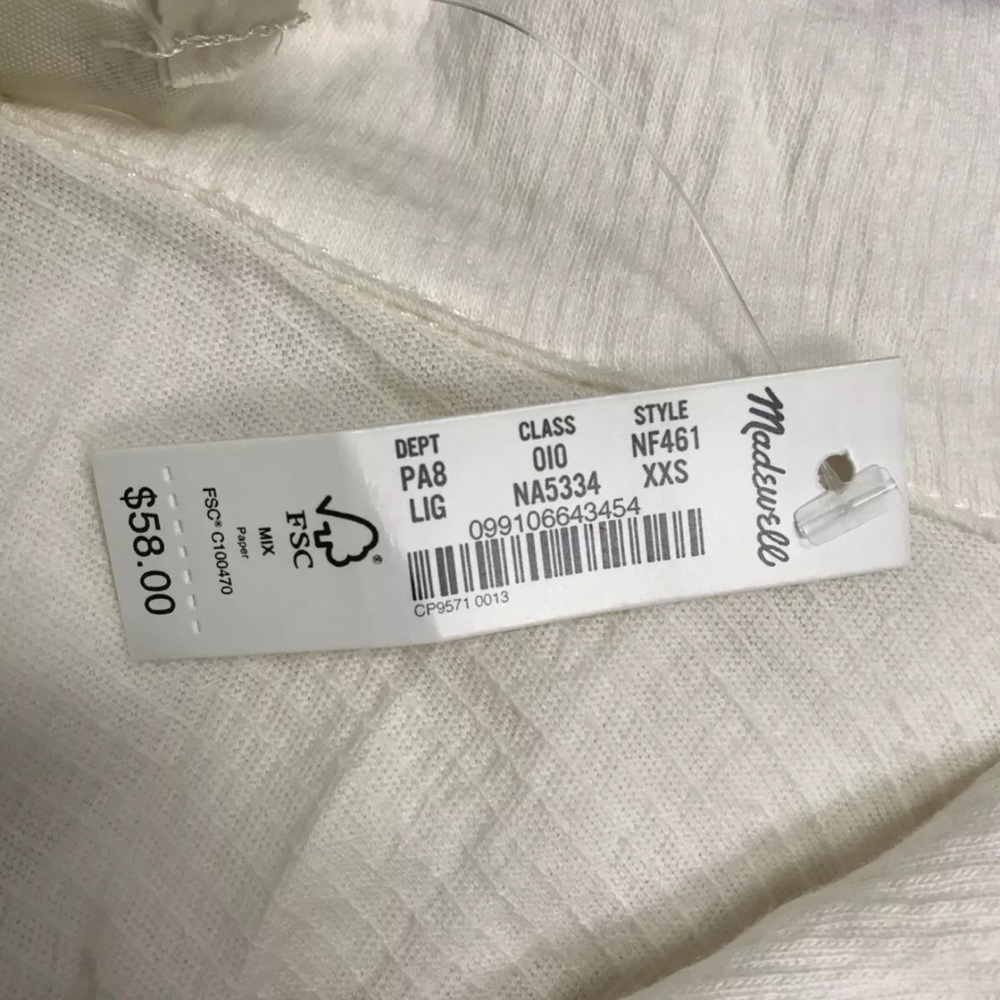 Madewell
DEPT CLASS STYLE
PA8 010 NF461
LIG NA5334 XXS
099106643454
CP9571 0013
FSC®
MIX
Paper
FSC® C100470
$58.00